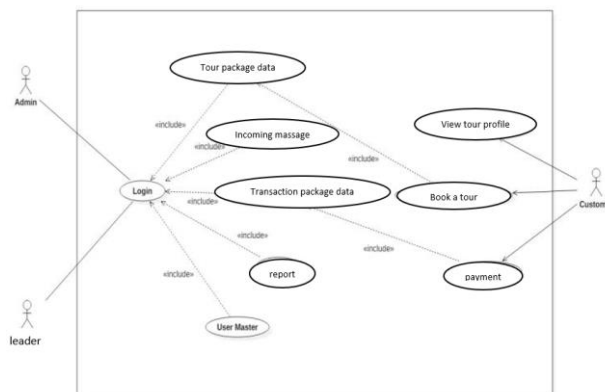 Tour package data
Admin
«include»
Incoming massage
«include»
View tour profile
«include»
Login
Transaction package data
Book a tour
Custom
«include»
«include»
«include»
report
payment
«include»
User Master
leader